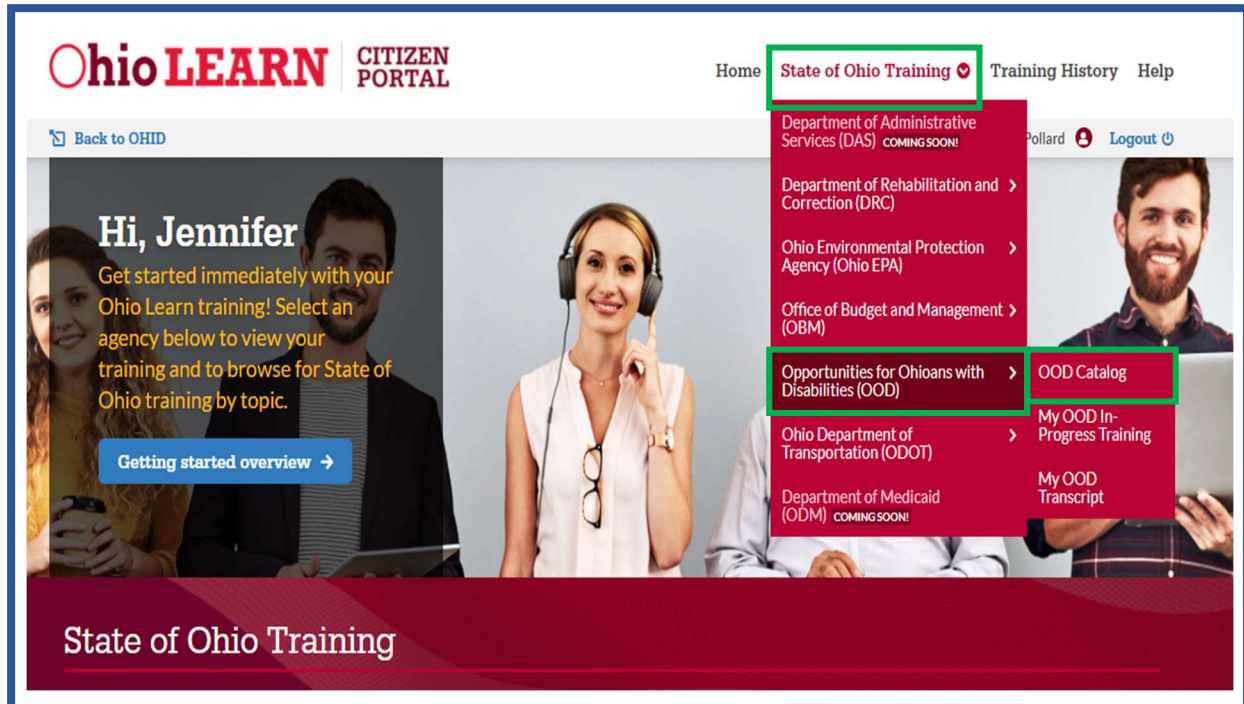 Ohio LEARN CITIZEN
PORTAL
Home State of Ohio Training Training History Help
Back to OHID
Pollard Logout
Department of Administrative
Services (DAS) COMING SOON!
Department of Rehabilitation and
Correction (DRC)
Ohio Environmental Protection
Agency (Ohio EPA)
Office of Budget and Management
(OBM)
Opportunities for Ohioans with
Disabilities (OOD)
Ohio Department of
Transportation (ODOT)
Department of Medicaid
(ODM) COMING SOON!
OOD Catalog
My OOD In-
Progress Training
My OOD
Transcript
Hi, Jennifer
Get started immediately with your
Ohio Learn training! Select an
agency below to view your
training and to browse for State of
Ohio training by topic.
Getting started overview →
State of Ohio Training